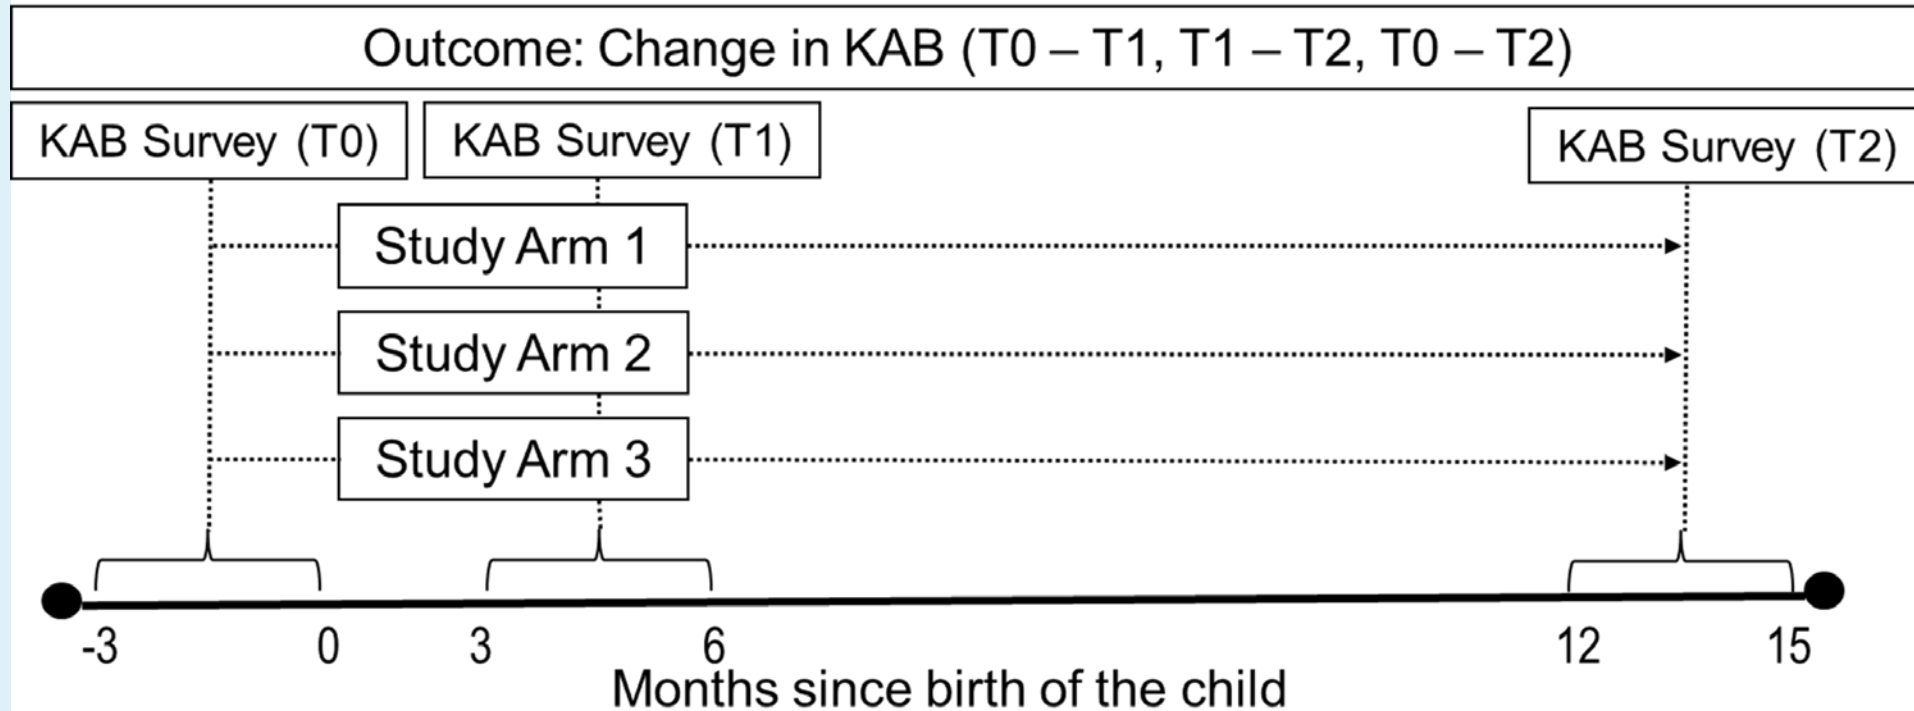 Outcome: Change in KAB (T0 – T1, T1 – T2, T0 – T2)
KAB Survey (T0)
KAB Survey (T1)
KAB Survey (T2)
Study Arm 1
Study Arm 2
Study Arm 3
-3 0 3 6 12 15
Months since birth of the child